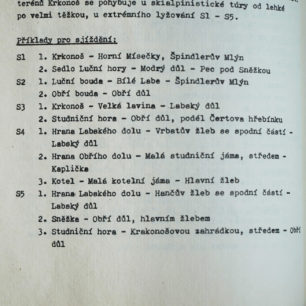 terénů Krkonoš se pohybuje u skialpinistické túry od lehké
po velmi těžkou, u extrémního lyžování S1 - S5.
Příklady pro sjíždění:
S1 1. Krkonoš - Horní Mísečky, Špindlerův Mlýn
2. Sedlo Luční hory - Modrý důl - Pec pod Sněžkou
S2 1. Luční bouda - Bílé Labe - Špindlerův Mlýn
2. Obří bouda - Obří důl
S3 1. Krkonoš - Velká lavina - Labský důl
2. Studniční hora - Obří důl, podél Čertova hřebínku
S4 1. Hrana Labského dolu - Vrbatův žleb se spodní částí -
Labský důl
2. Hrana Obřího dolu - Malá studniční jáma, středem -
Kaplička
3. Kotel - Malá kotelní jáma - Hlavní žleb
S5 1. Hrana Labského dolu - Hančův žleb se spodní částí -
Labský důl
2. Sněžka - Obří důl, hlavním žlebem
3. Studniční hora - Krakonošovou zahrádkou, středem - Obří
důl